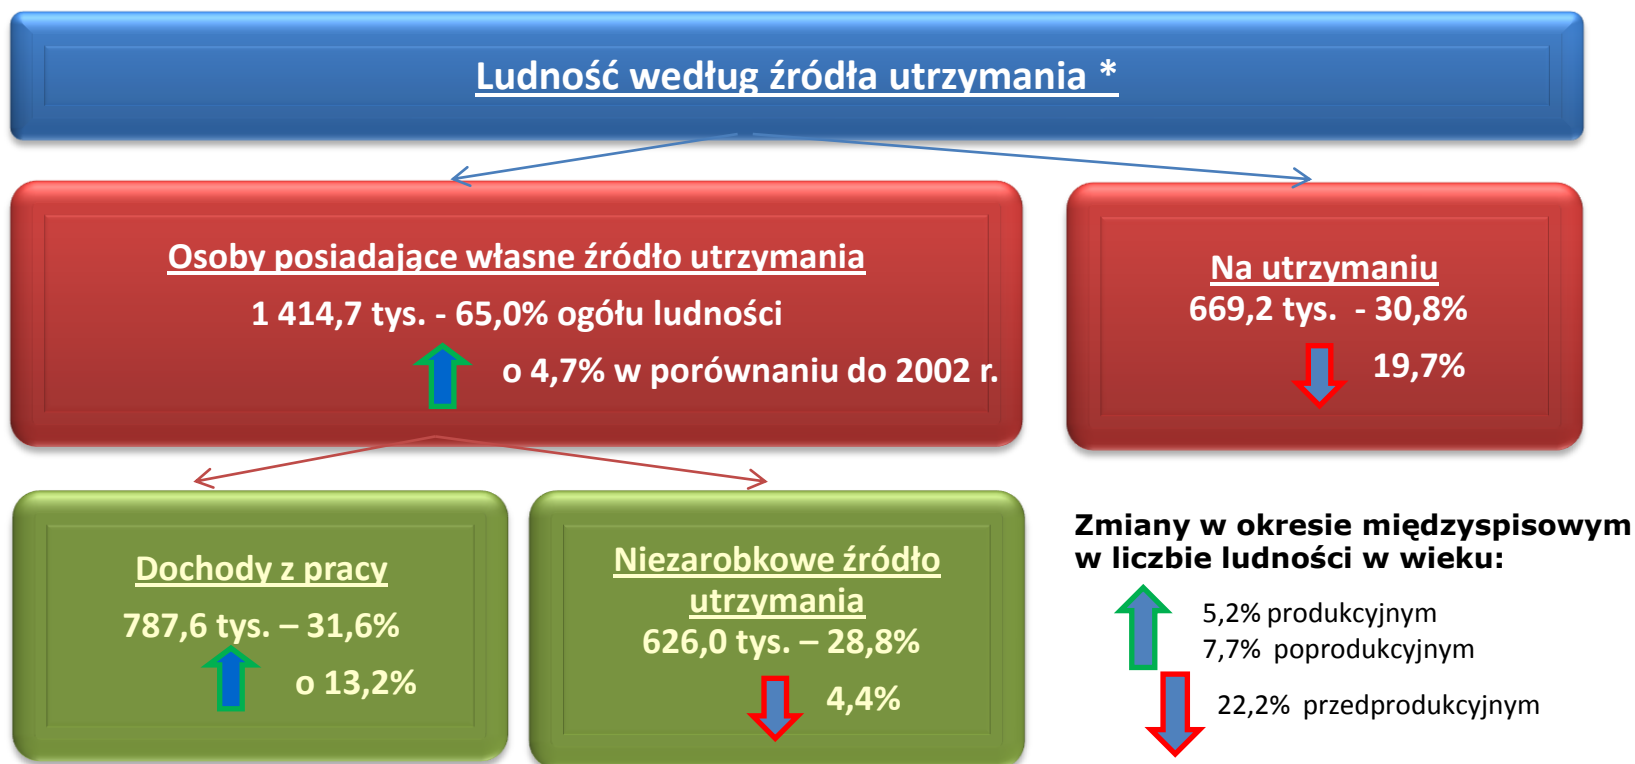 Ludność według źródła utrzymania *
Osoby posiadające własne źródło utrzymania
1 414,7 tys. - 65,0% ogółu ludności
o 4,7% w porównaniu do 2002 r.
Na utrzymaniu
669,2 tys. - 30,8%
19,7%
Dochody z pracy
787,6 tys. – 31,6%
o 13,2%
Niezarobkowe źródło
utrzymania
626,0 tys. – 28,8%
4,4%
Zmiany w okresie międzyspisowym
w liczbie ludności w wieku:
5,2% produkcyjnym
7,7% poprodukcyjnym
22,2% przedprodukcyjnym